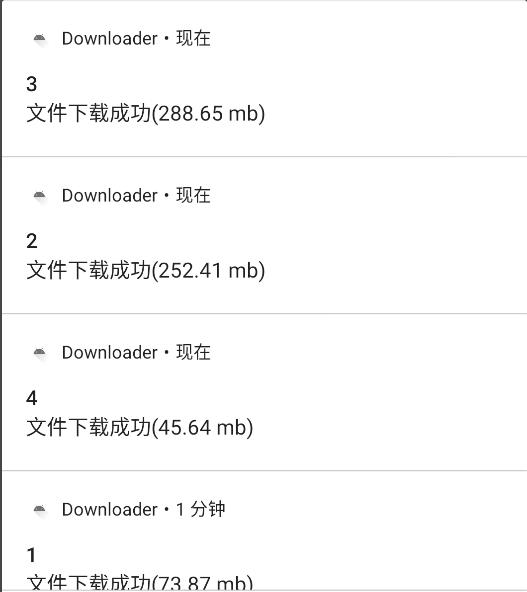 Downloader • 现在
3
文件下载成功(288.65 mb)
Downloader • 现在
2
文件下载成功(252.41 mb)
Downloader • 现在
4
文件下载成功(45.64 mb)
Downloader • 1 分钟
1
文件下载成功(73.87 mb)